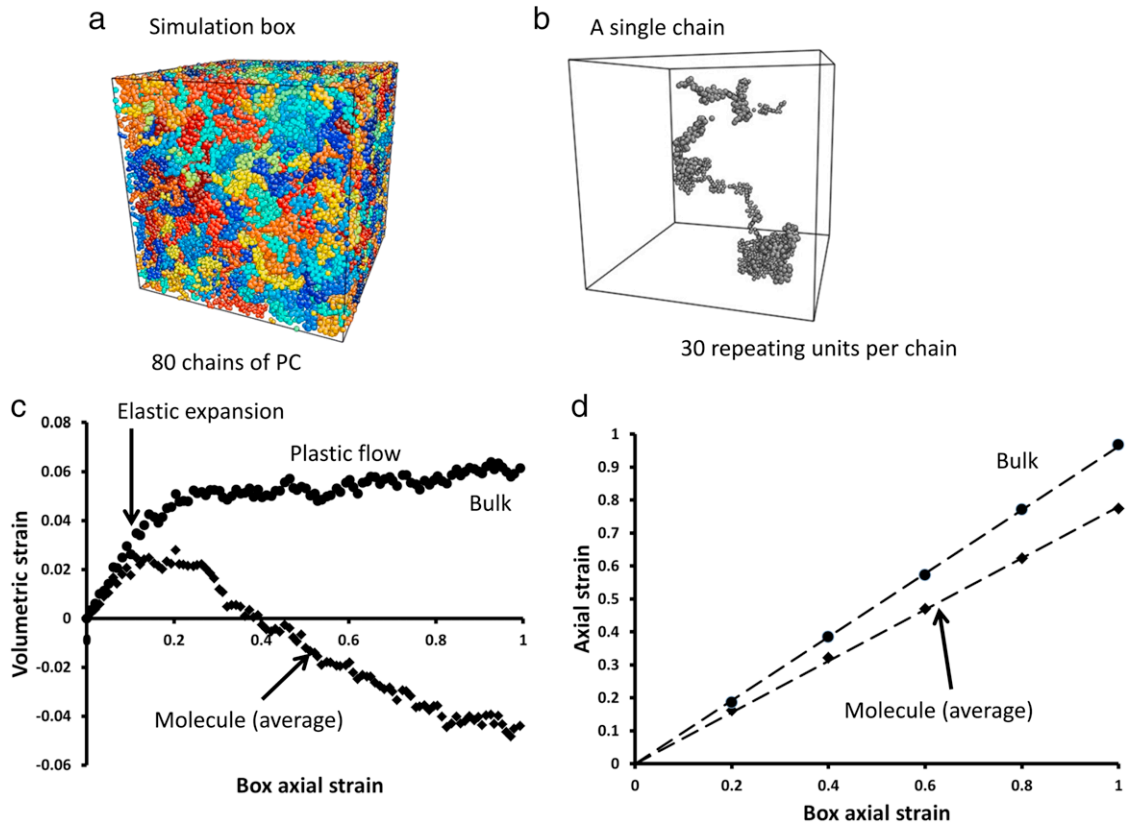 a
Simulation box
80 chains of PC
b
A single chain
30 repeating units per chain
c
Elastic expansion
Plastic flow
Bulk
Molecule (average)
Volumetric strain
0.08
0.06
0.04
0.02
0
-0.02
-0.04
-0.06
0
0.2
0.4
0.6
0.8
1
Box axial strain
d
Bulk
Molecule (average)
Axial strain
1
0.9
0.8
0.7
0.6
0.5
0.4
0.3
0.2
0.1
0
0
0.2
0.4
0.6
0.8
1
Box axial strain